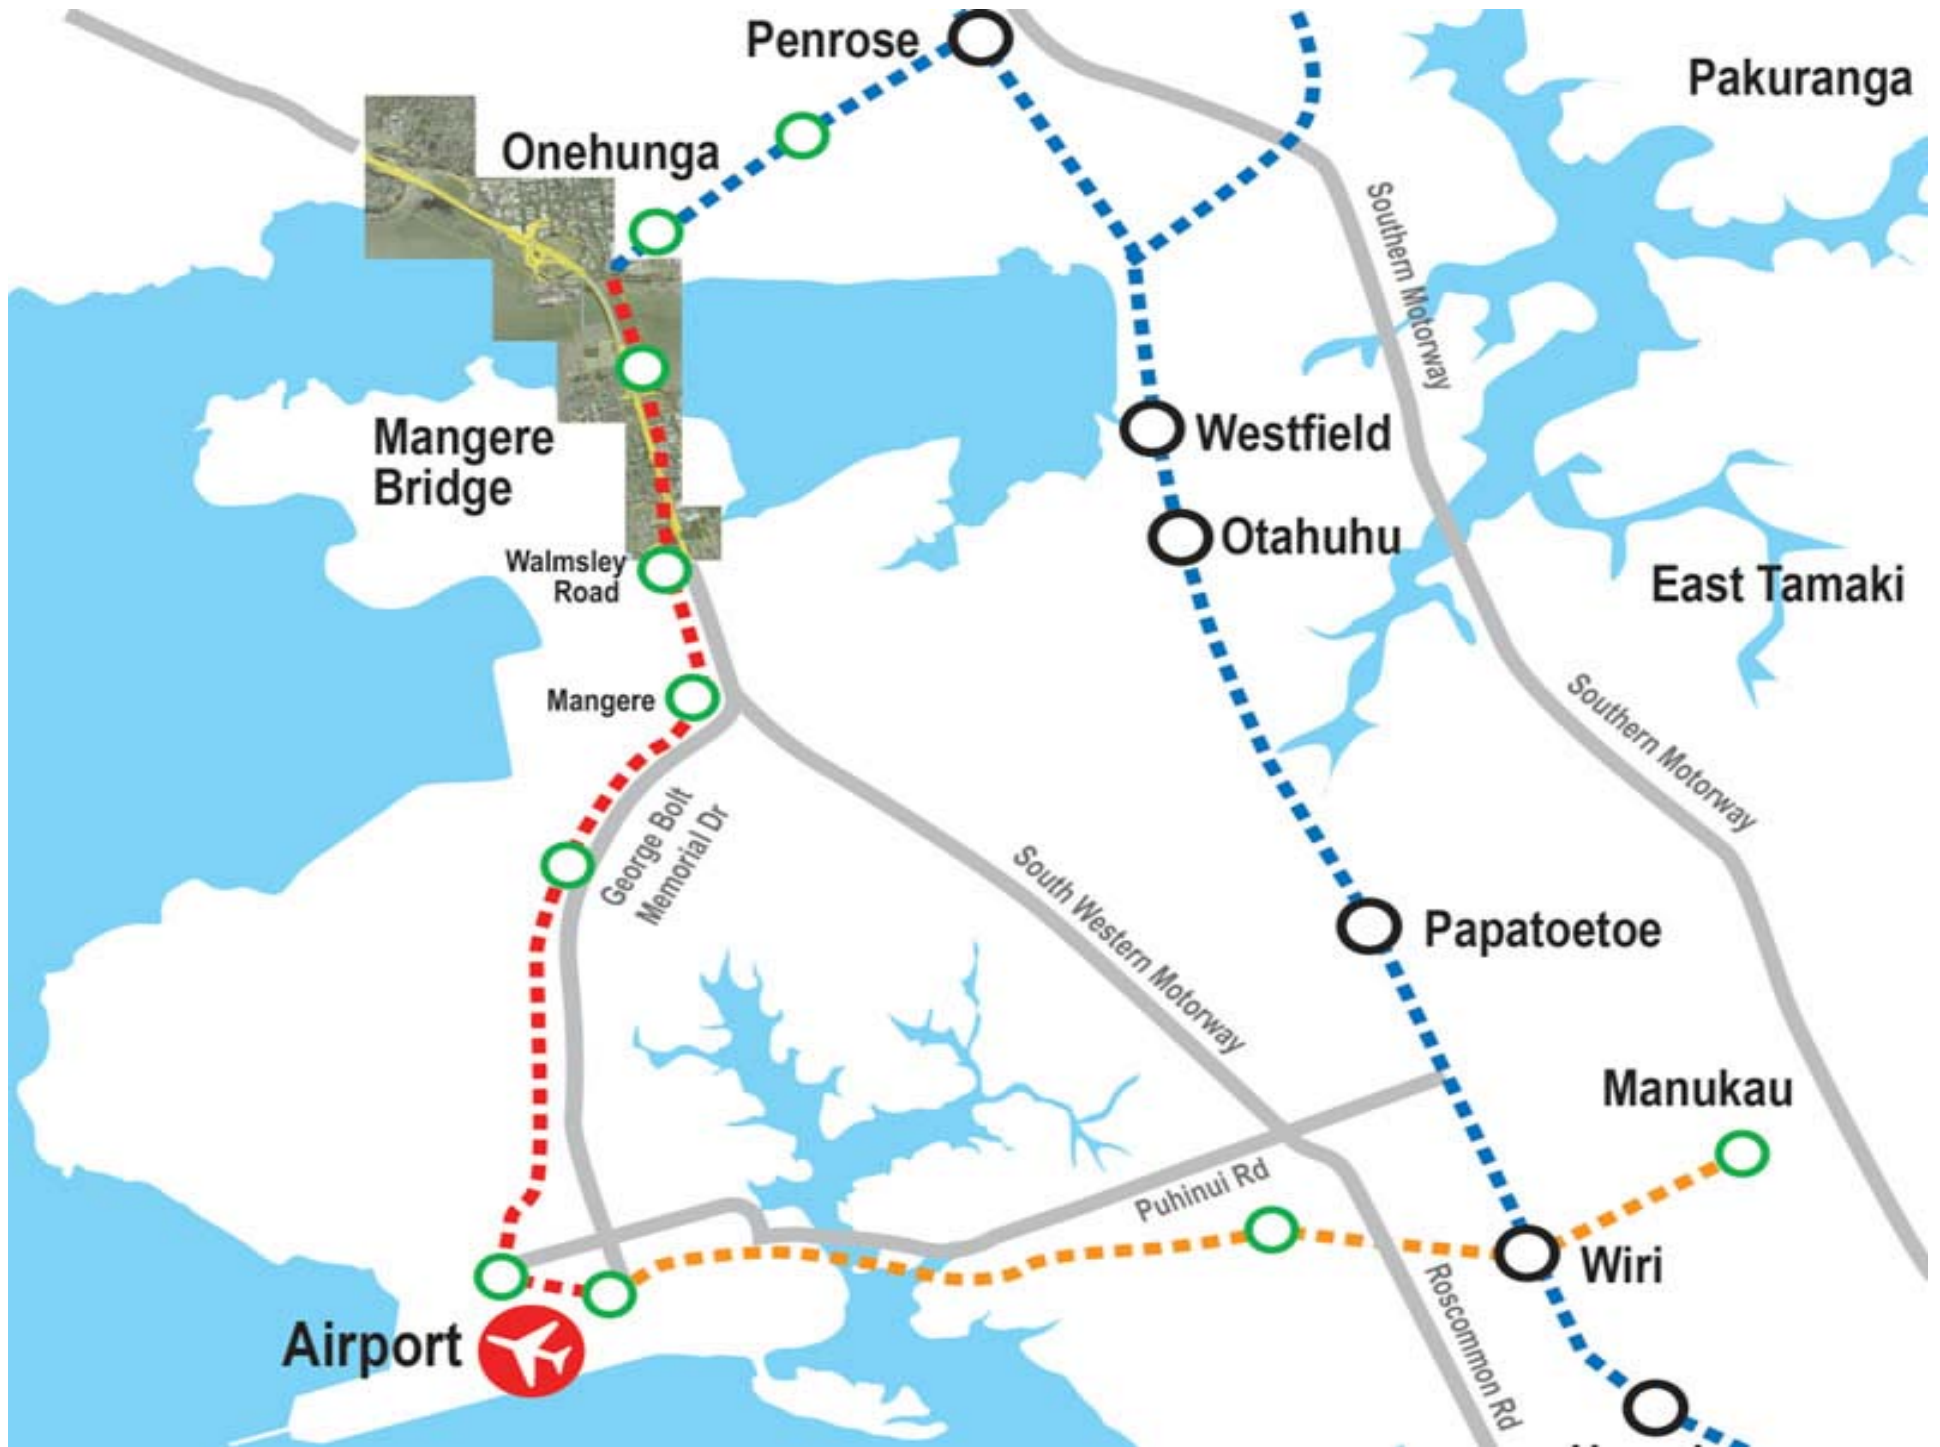 Penrose
Pakuranga
Onehunga
Southern Motorway
Mangere
Bridge
Westfield
Otahuhu
Walmsley
Road
East Tamaki
Mangere
Southern Motorway
George Bolt
Memorial Dr
South Western Motorway
Papatoetoe
Manukau
Puhinui Rd
Wiri
Roscommon Rd
Airport